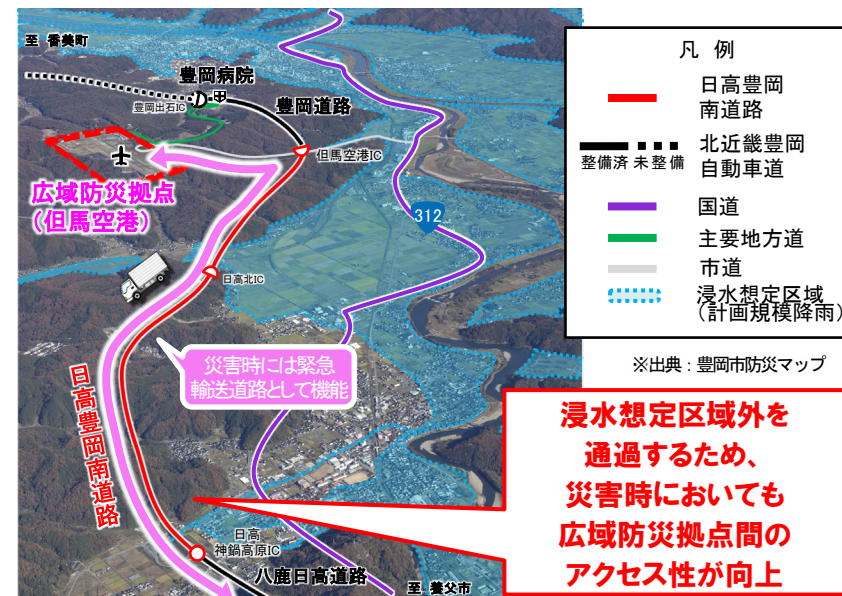 至 香美町
豊岡病院
豊岡出石IC
豊岡道路
但馬空港IC
広域防災拠点
(但馬空港)
312
日高北IC
災害時には緊急
輸送道路として機能
日高豊岡南道路
日高
神鍋高原IC
八鹿日高道路
至 養父市
凡 例
日高豊岡
南道路
北近畿豊岡
自動車道
整備済 未整備
国道
主要地方道
市道
浸水想定区域
(計画規模降雨)
※出典：豊岡市防災マップ
浸水想定区域外を
通過するため、
災害時においても
広域防災拠点間の
アクセス性が向上